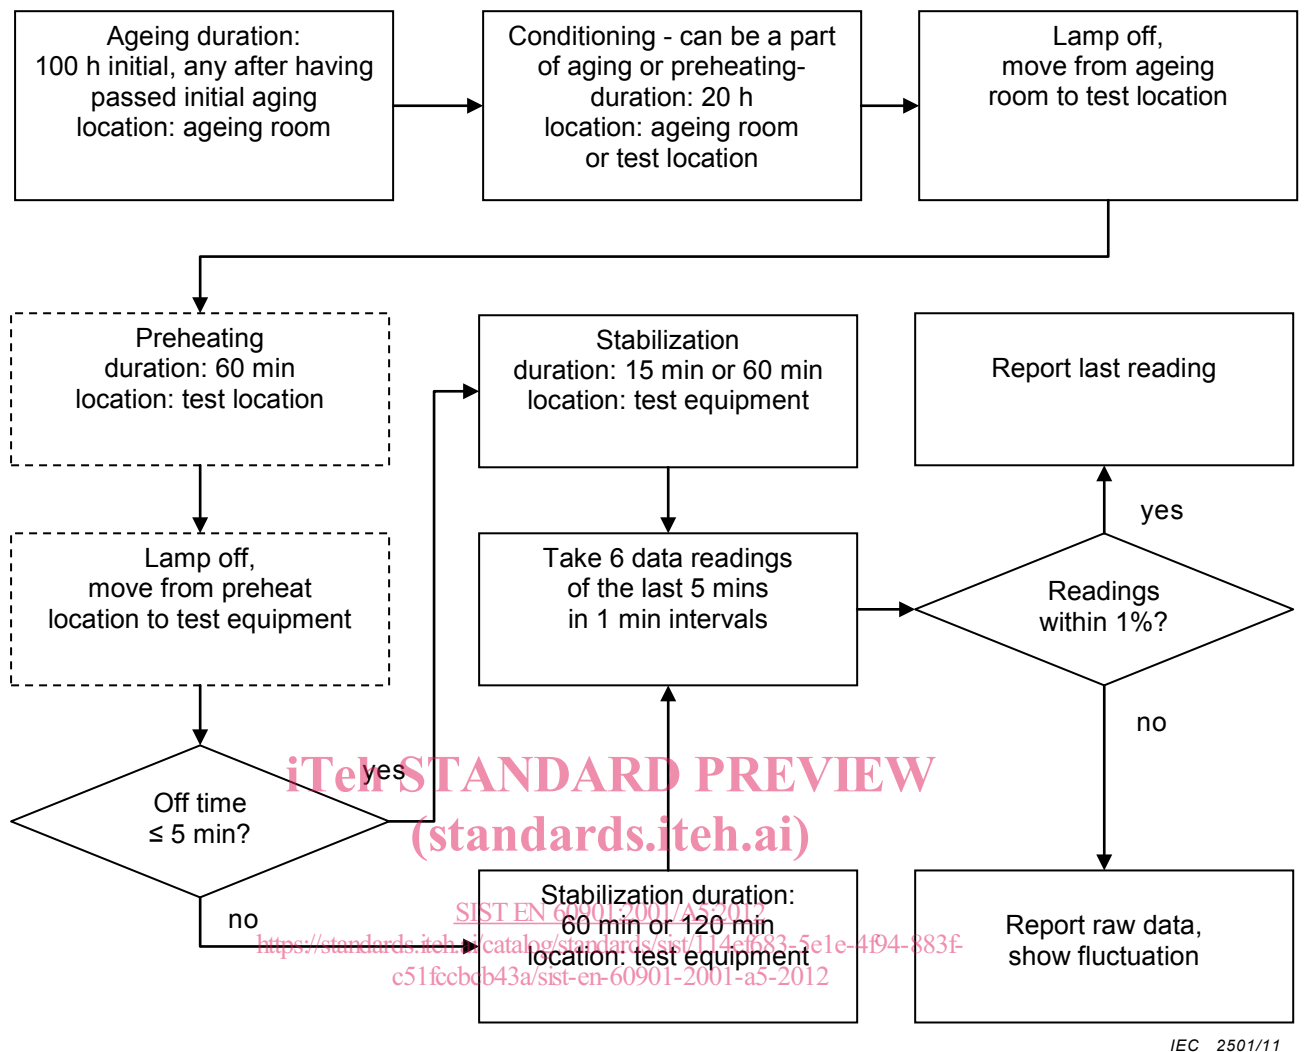 Ageing duration:
100 h initial, any after having
passed initial aging
location: ageing room
Conditioning - can be a part
of aging or preheating-
duration: 20 h
location: ageing room
or test location
Lamp off,
move from ageing
room to test location
Preheating
duration: 60 min
location: test location
Stabilization
duration: 15 min or 60 min
location: test equipment
Report last reading
yes
Lamp off,
move from preheat
location to test equipment
Take 6 data readings
of the last 5 mins
in 1 min intervals
Readings
within 1%?
no
yes
iTeh STANDARD PREVIEW
(standards.iteh.ai)
Off time
≤ 5 min?
no
Stabilization duration:
60 min or 120 min
location: test equipment
SIST EN 60901:2001/A5:2012
https://standards.iteh.ai/catalog/standards/sist/114ef683-5e1e-4f94-883f-
c51fccbcb43a/sist-en-60901-2001-a5-2012
Report raw data,
show fluctuation
IEC 2501/11